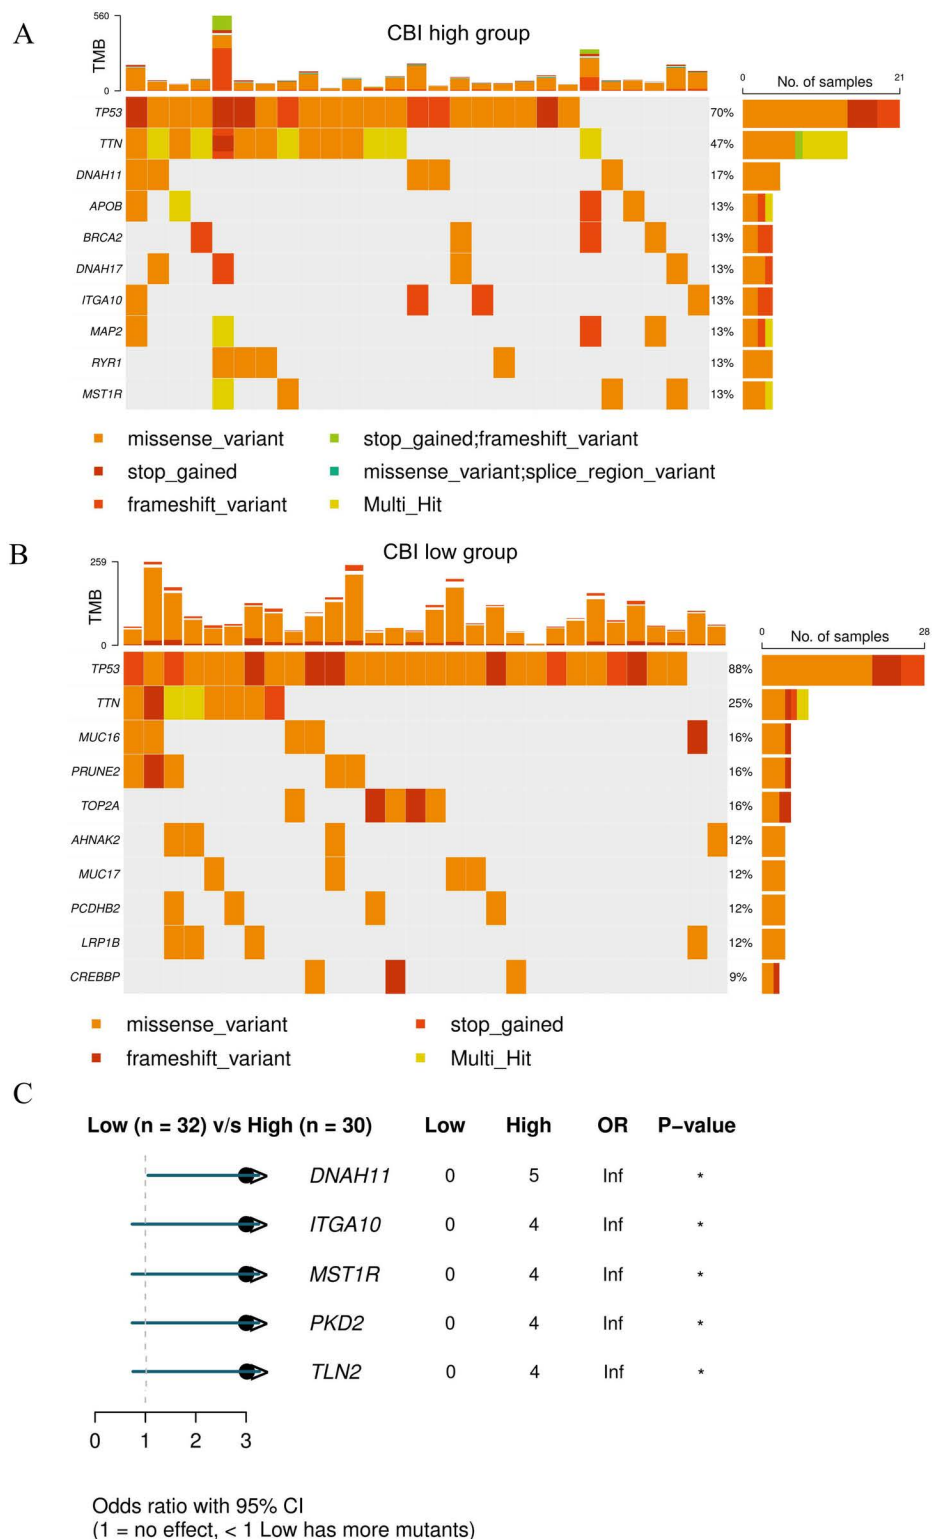 A
CBI high group
TMB
560
0
No. of samples
0 21
TP53 70%
TTN 47%
DNAH11 17%
APOB 13%
BRCA2 13%
DNAH17 13%
ITGA10 13%
MAP2 13%
RYR1 13%
MST1R 13%
missense_variant stop_gained;frameshift_variant
stop_gained missense_variant;splice_region_variant
frameshift_variant Multi_Hit
B
CBI low group
TMB
259
0
No. of samples
0 28
TP53 88%
TTN 25%
MUC16 16%
PRUNE2 16%
TOP2A 16%
AHNAK2 12%
MUC17 12%
PCDHB2 12%
LRP1B 12%
CREBBP 9%
missense_variant stop_gained
frameshift_variant Multi_Hit
C
Low (n = 32) v/s High (n = 30) Low High OR P−value
DNAH11 0 5 Inf *
ITGA10 0 4 Inf *
MST1R 0 4 Inf *
PKD2 0 4 Inf *
TLN2 0 4 Inf *
0 1 2 3
Odds ratio with 95% CI
(1 = no effect, < 1 Low has more mutants)